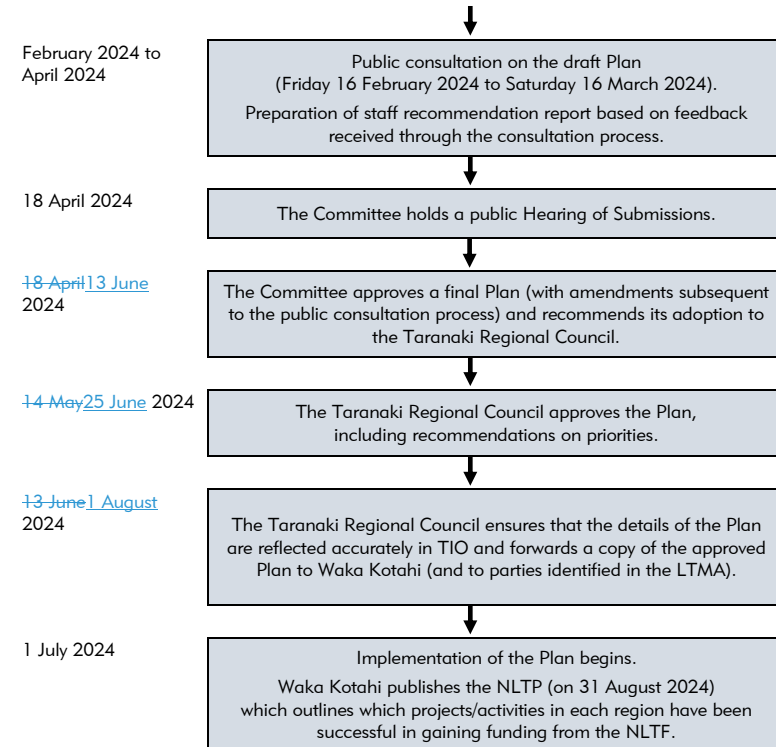 February 2024 to
April 2024
Public consultation on the draft Plan
(Friday 16 February 2024 to Saturday 16 March 2024).
Preparation of staff recommendation report based on feedback
received through the consultation process.
18 April 2024
The Committee holds a public Hearing of Submissions.
18 April13 June
2024
The Committee approves a final Plan (with amendments subsequent
to the public consultation process) and recommends its adoption to
the Taranaki Regional Council.
14 May25 June 2024
The Taranaki Regional Council approves the Plan,
including recommendations on priorities.
13 June1 August
2024
The Taranaki Regional Council ensures that the details of the Plan
are reflected accurately in TIO and forwards a copy of the approved
Plan to Waka Kotahi (and to parties identified in the LTMA).
1 July 2024
Implementation of the Plan begins.
Waka Kotahi publishes the NLTP (on 31 August 2024)
which outlines which projects/activities in each region have been
successful in gaining funding from the NLTF.